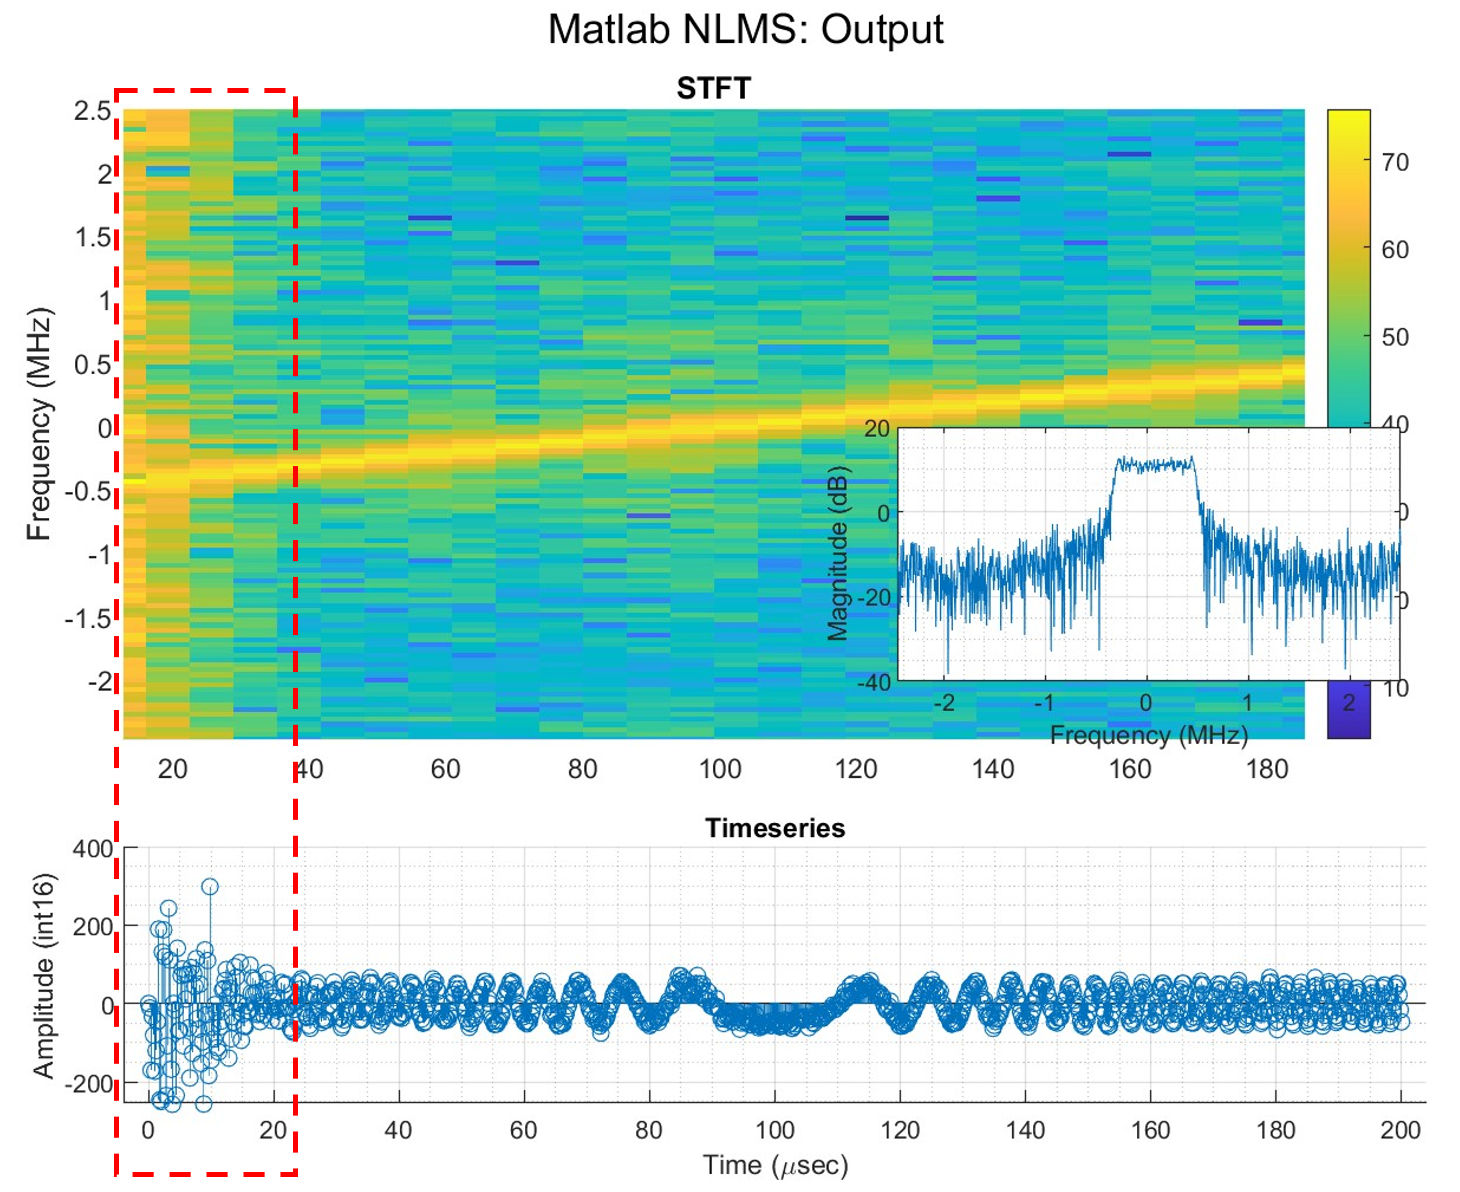 Matlab NLMS: Output
STFT
2.5
2
1.5
1
0.5
0
-0.5
-1
-1.5
-2
Frequency (MHz)
20 40 60 80 100 120 140 160 180
70
60
50
40
0
0
10
20
0
-20
-40
Magnitude (dB)
-2 -1 0 1 2
Frequency (MHz)
Timeseries
400
200
0
-200
Amplitude (int16)
0 20 40 60 80 100 120 140 160 180 200
Time (μsec)